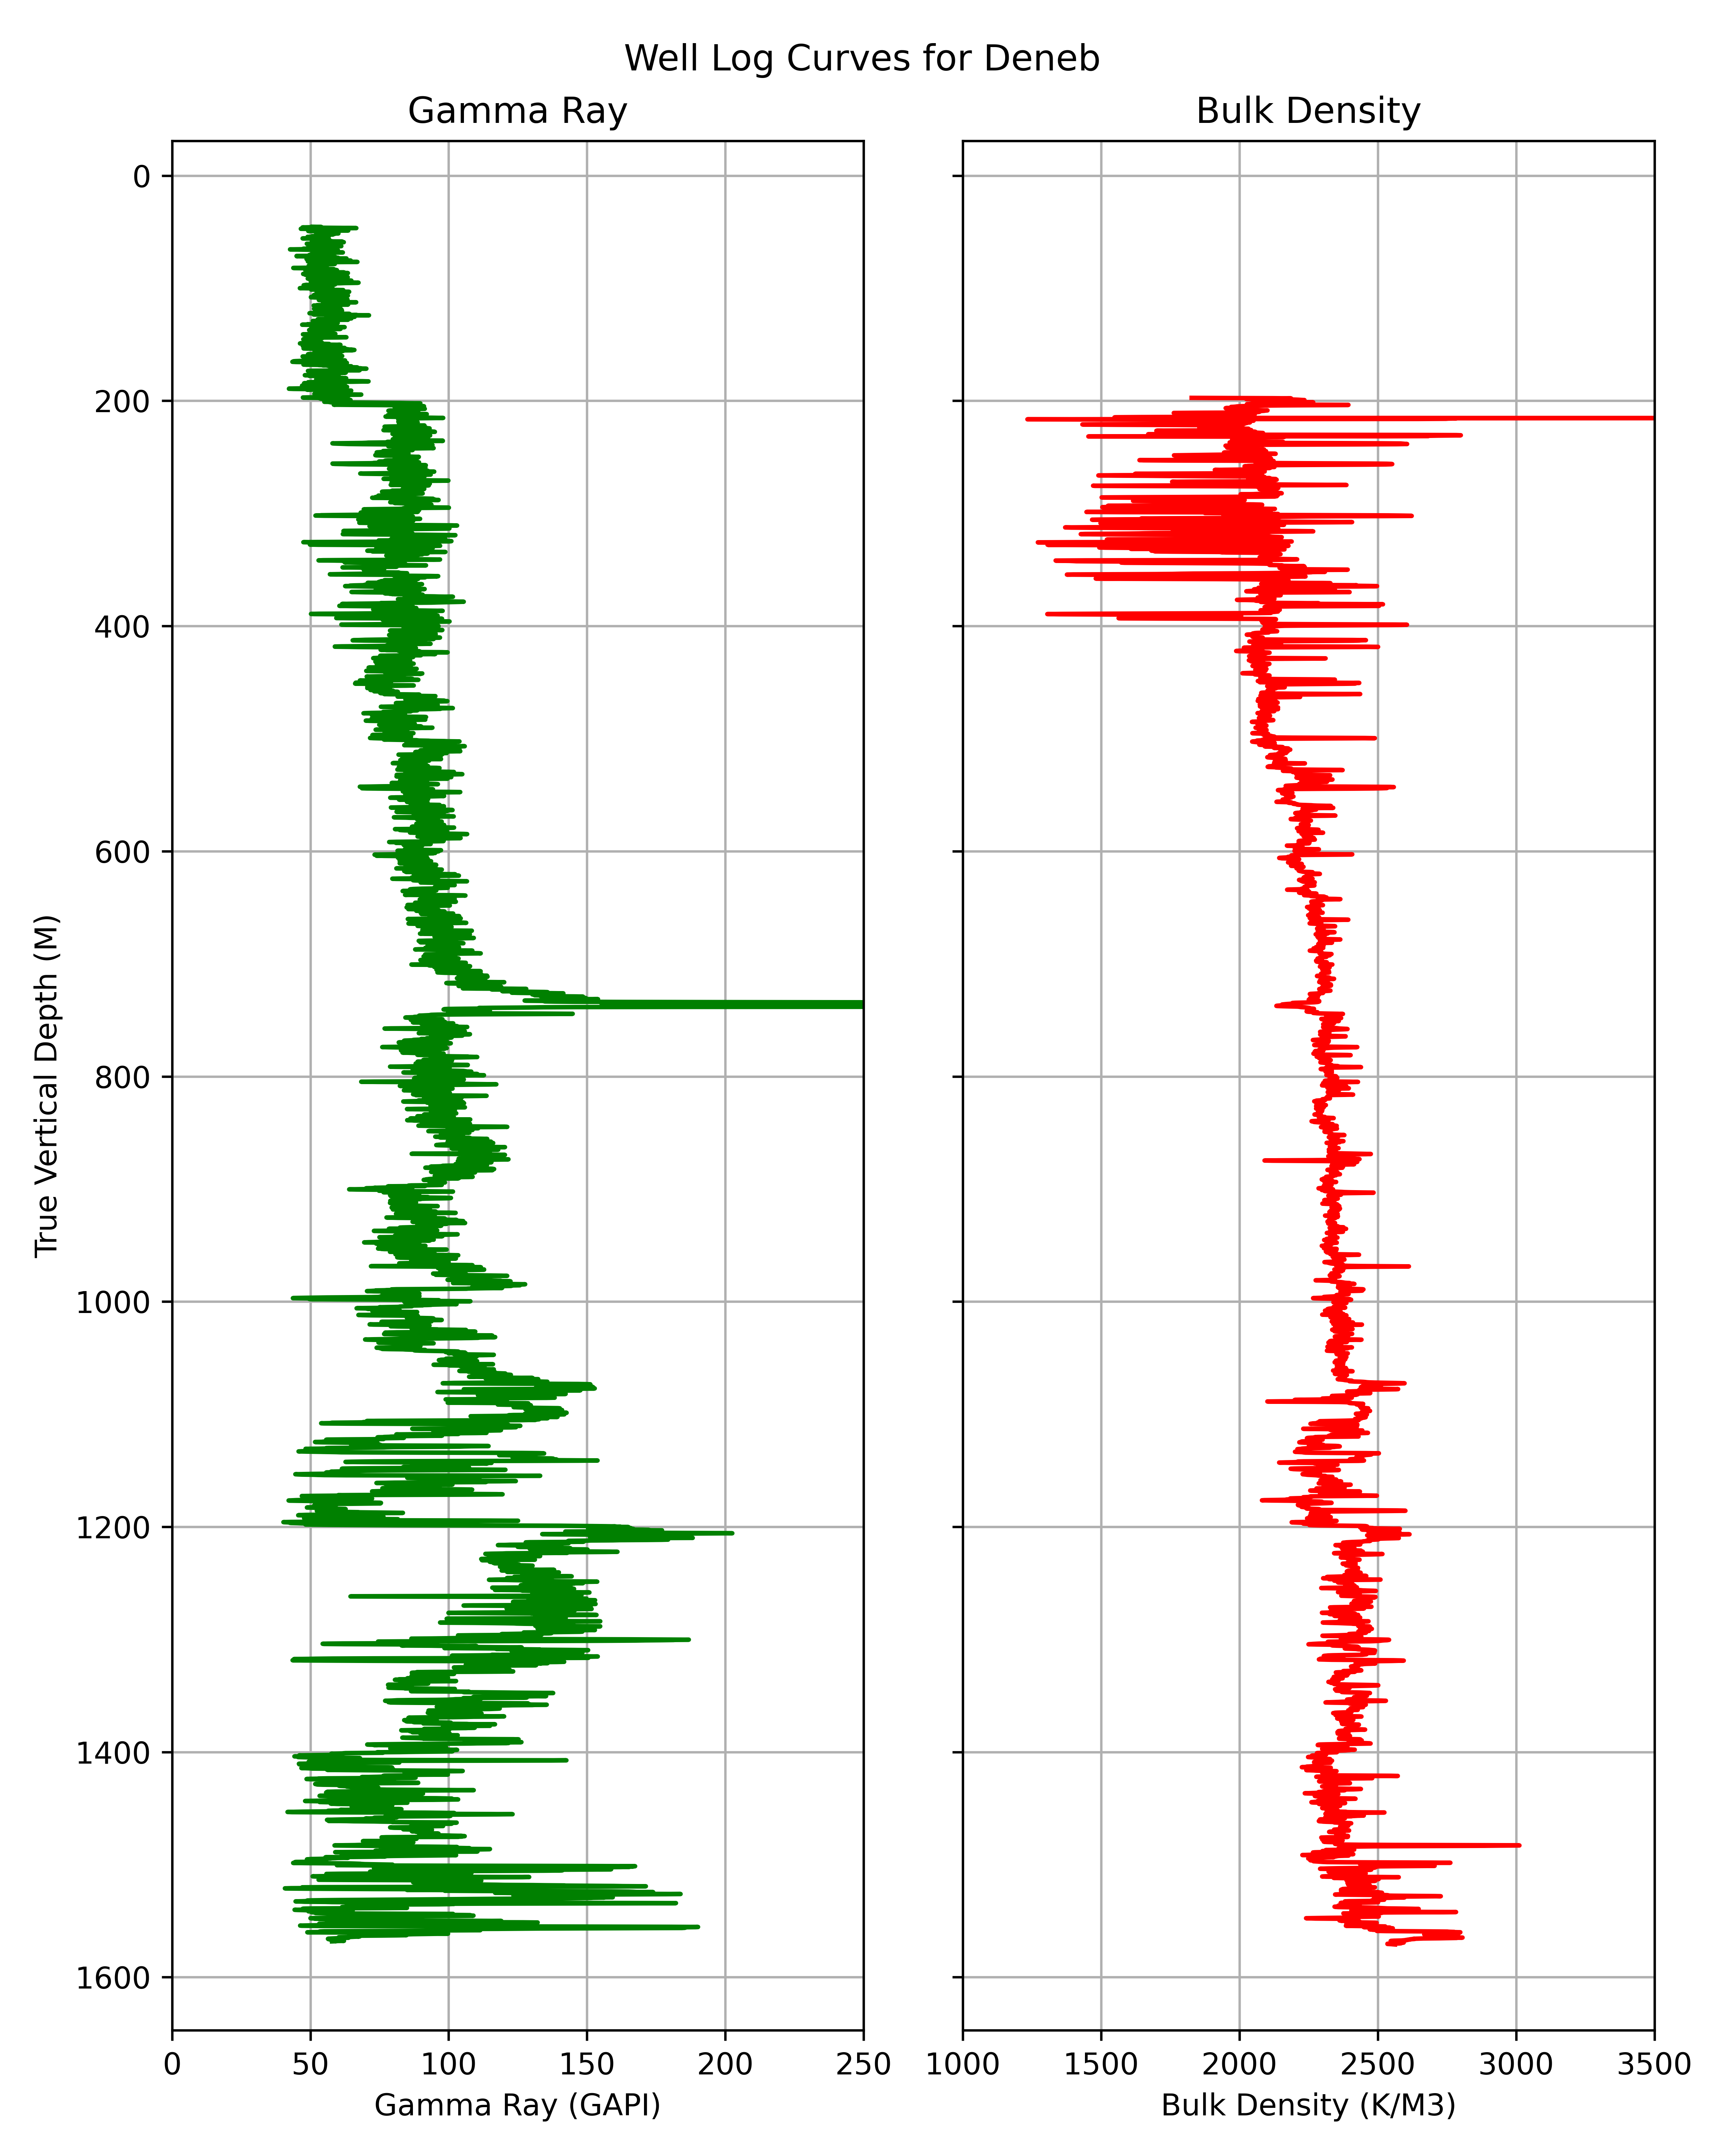 Well Log Curves for Deneb
Gamma Ray
Bulk Density
0
200
400
600
800
1000
1200
1400
1600
True Vertical Depth (M)
0 50 100 150 200 250
1000 1500 2000 2500 3000 3500
Gamma Ray (GAPI)
Bulk Density (K/M3)